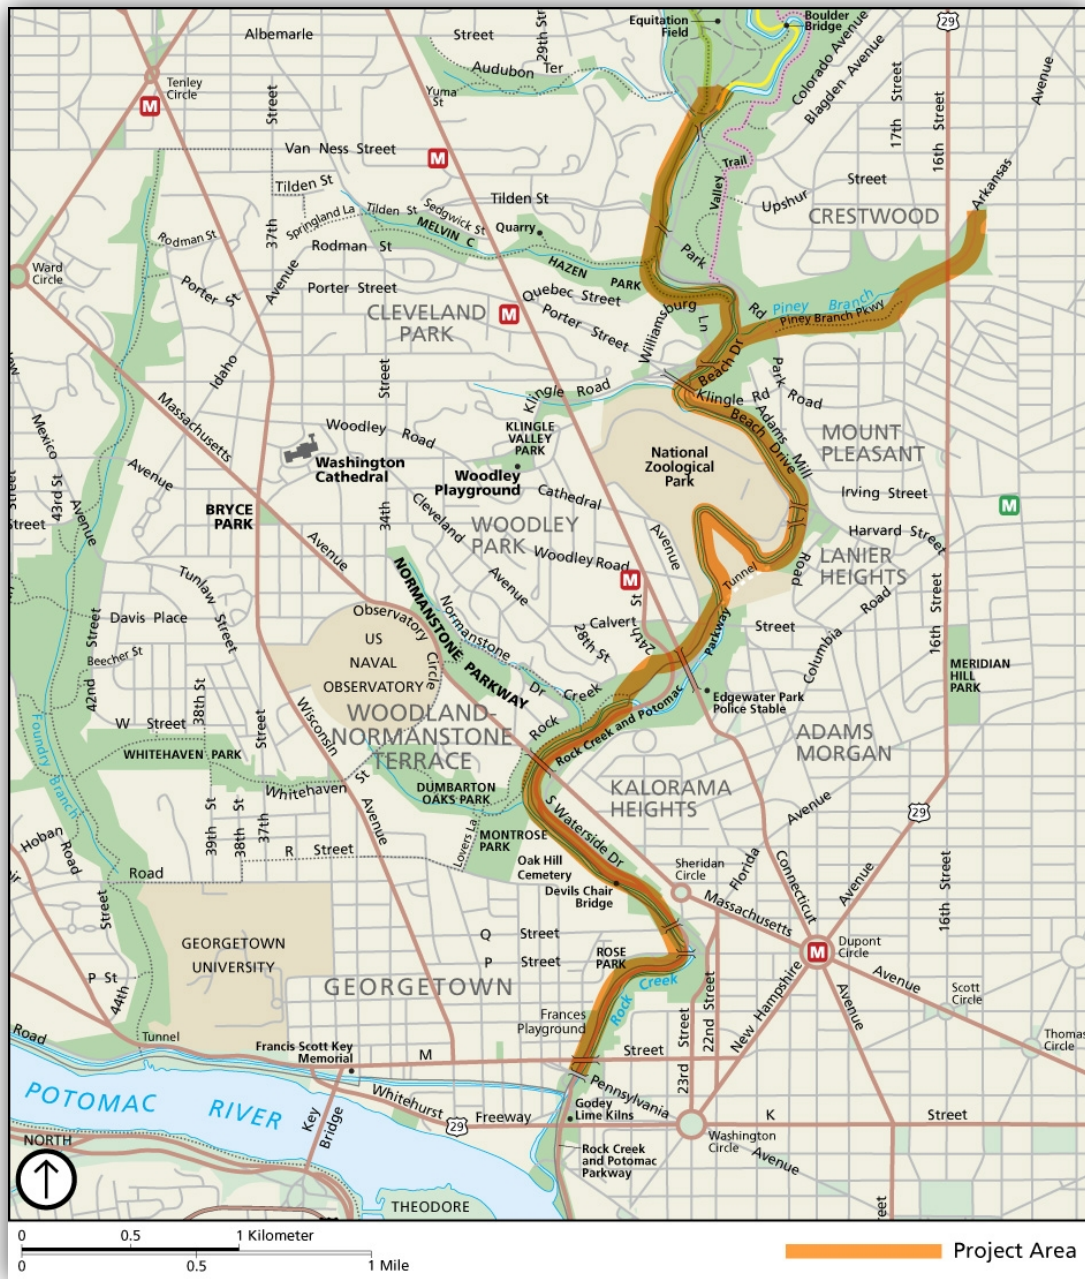 Equitation
Field
Boulder
Bridge
29
Albemarle
Street
29th Str
Audubon Ter
Yuma
St
Colorado Avenue
Blagden Avenue
17th Street
16th Street
Avenue
Arkansas
Tenley
Circle
M
M
Street
Van Ness Street
Tilden St
Springland La
Tilden St
Sedgwick St
Tilden St
Quarry
MELVIN C
HAZEN
PARK
Valley
Trail
Upshur
Street
CRESTWOOD
Park
Rd
Rodman St
37th
Rodman St
Ward
Circle
Porter St
Avenue
Porter Street
Quebec Street
Porter Street
CLEVELAND
PARK
M
Williamsburg
Ln
Piney Branch
Piney Branch Pkwy
Beach Dr
Idaho
Street
Klingle Road
Klingle Rd
Park Road
Beach Drive
Adams
Mill
Road
Mexico
Massachusetts
Avenue
Woodley Road
Washington
Cathedral
KLINGLE
VALLEY
PARK
Woodley
Playground
National
Zoological
Park
MOUNT
PLEASANT
Irving Street
M
Harvard Street
LANIER
HEIGHTS
Street
43rd St
Avenue
BRYCE
PARK
34th
Cathedral
Avenue
Cleveland
Avenue
WOODLEY
PARK
Woodley Road
M
Tunnel
Avenue
Tunlaw
Street
Davis Place
Street
Beecher St
42nd
NORMANSTONE PARKWAY
Normanstone
Dr
Creek
Observatory
Circle
US
NAVAL
OBSERVATORY
Calvert
St
24th
28th St
Street
Parkway
Columbia
Road
16th Street
MERIDIAN
HILL
PARK
Edgewater Park
Police Stable
Rock Creek and Potomac
Rock
W Street
38th St
Street
Wisconsin
Avenue
WOODLAND-
NORMANSTONE
TERRACE
ADAMS
MORGAN
WHITEHAVEN PARK
Foundry
Branch
Whitehaven
St
DUMBARTON
OAKS PARK
KALORAMA
HEIGHTS
39th St
38th St
37th
R Street
Lovers La
MONTROSE
PARK
S Waterside Dr
Avenue
29
Hoban
Road
Road
Oak Hill
Cemetery
Devils Chair
Bridge
Sheridan
Circle
Florida
Connecticut
Avenue
Massachusetts
16th Street
Street
GEORGETOWN
UNIVERSITY
Q Street
P Street
ROSE
PARK
M
Dupont
Circle
Avenue
P St
44th
GEORGETOWN
Rock Creek
22nd Street
New Hampshire
Avenue
Scott
Circle
Frances
Playground
Road
Tunnel
Francis Scott Key
Memorial
M
Street
23rd Street
Thomas
Circle
POTOMAC RIVER
Key
Bridge
Whitehurst
29
Freeway
Pennsylvania
Avenue
Godey
Lime Kilns
K
Street
Washington
Circle
Rock Creek
and Potomac
Parkway
NORTH
THEODORE
0 0.5 1 Kilometer
0 0.5 1 Mile
Project Area